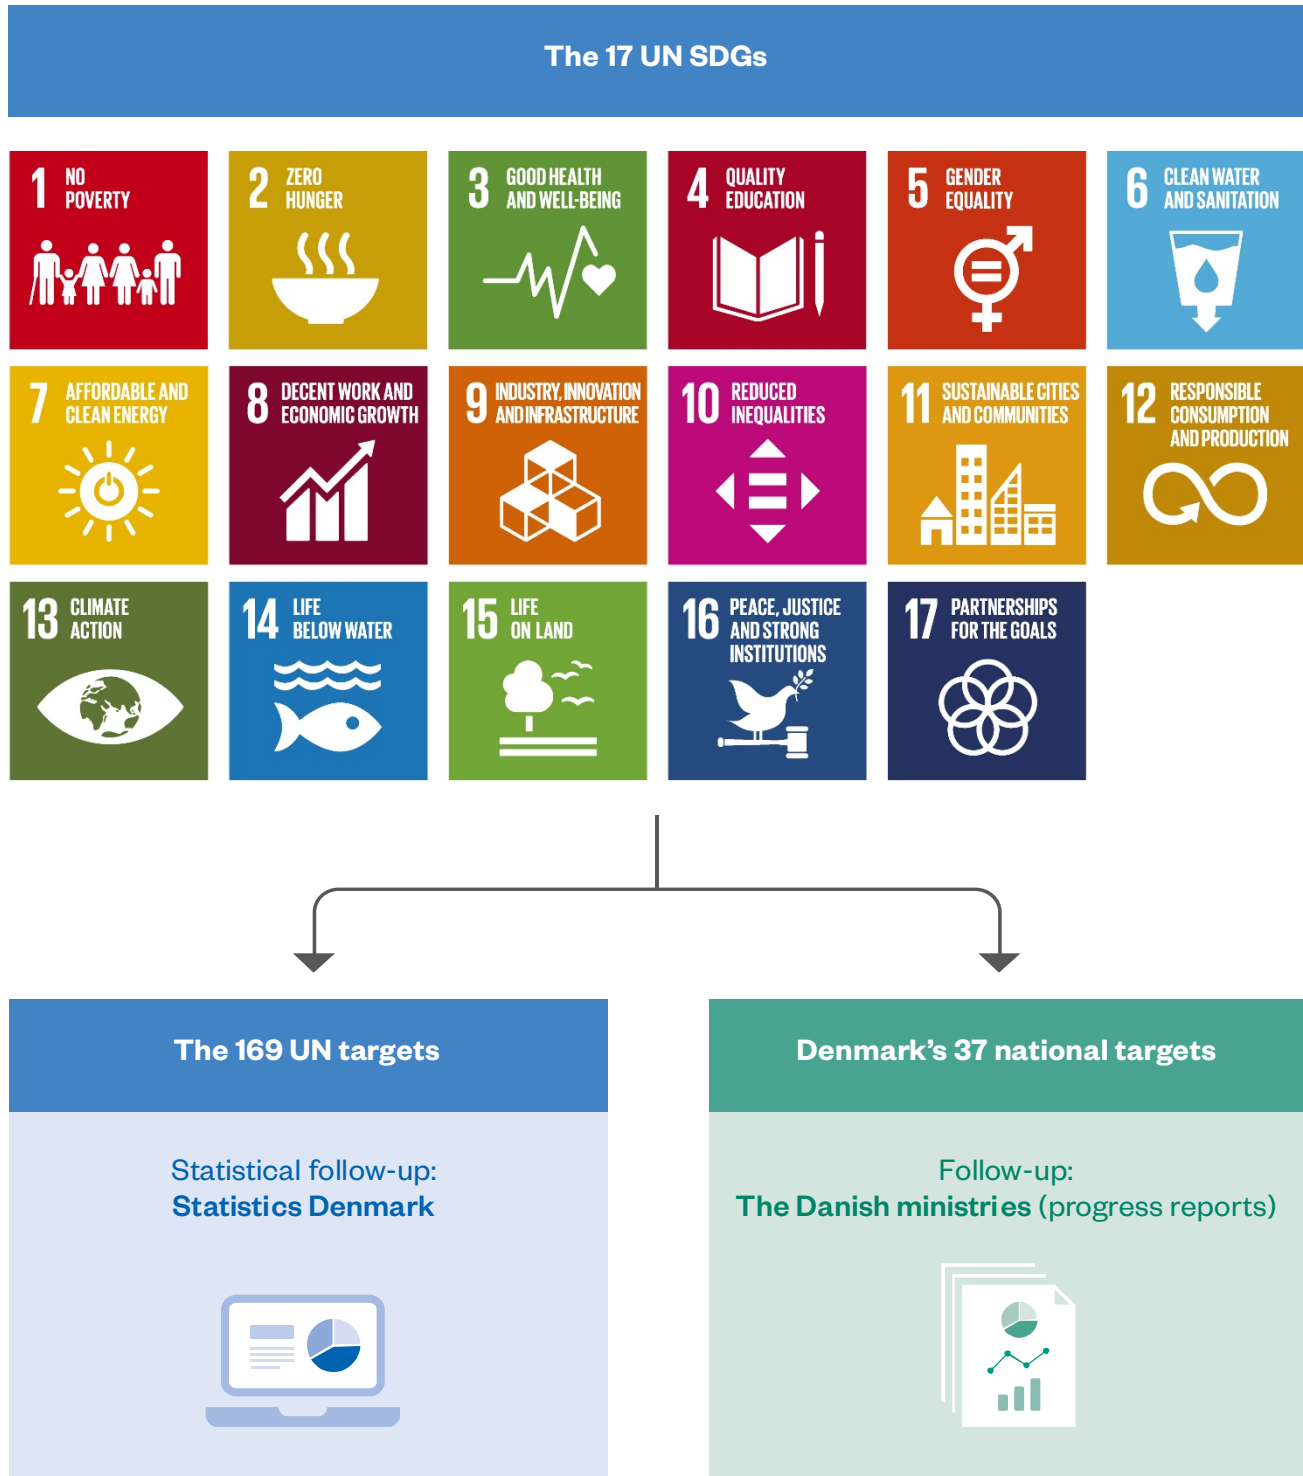 The 17 UN SDGs
1 NO
POVERTY
2 ZERO
HUNGER
3 GOOD HEALTH
AND WELL-BEING
4 QUALITY
EDUCATION
5 GENDER
EQUALITY
6 CLEAN WATER
AND SANITATION
7 AFFORDABLE AND
CLEAN ENERGY
8 DECENT WORK AND
ECONOMIC GROWTH
9 INDUSTRY, INNOVATION
AND INFRASTRUCTURE
10 REDUCED
INEQUALITIES
11 SUSTAINABLE CITIES
AND COMMUNITIES
12 RESPONSIBLE
CONSUMPTION
AND PRODUCTION
13 CLIMATE
ACTION
14 LIFE
BELOW WATER
15 LIFE
ON LAND
16 PEACE, JUSTICE
AND STRONG
INSTITUTIONS
17 PARTNERSHIPS
FOR THE GOALS
The 169 UN targets
Statistical follow-up:
Statistics Denmark
Denmark’s 37 national targets
Follow-up:
The Danish ministries (progress reports)